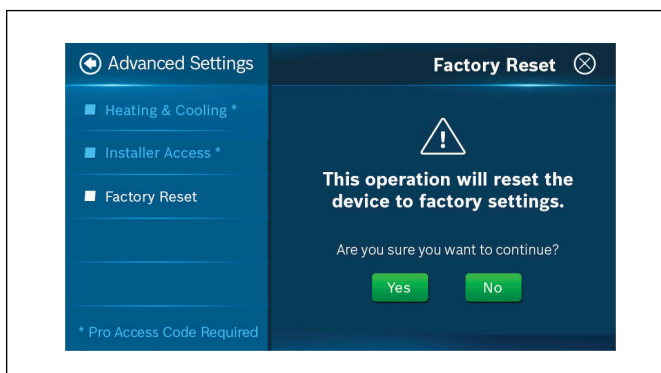 Advanced Settings
Heating & Cooling *
Installer Access *
Factory Reset
* Pro Access Code Required
Factory Reset
This operation will reset the
device to factory settings.
Are you sure you want to continue?
Yes
No